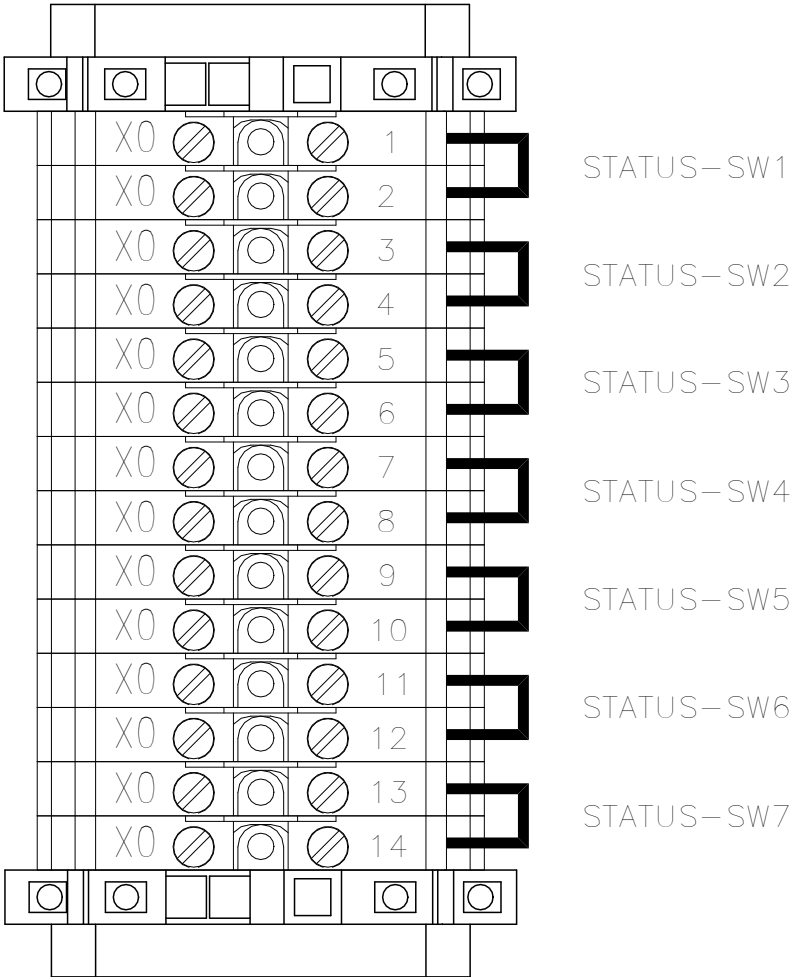 X0 1
STATUS-SW1
X0 2
X0 3
STATUS-SW2
X0 4
X0 5
STATUS-SW3
X0 6
X0 7
STATUS-SW4
X0 8
X0 9
STATUS-SW5
X0 10
X0 11
STATUS-SW6
X0 12
X0 13
STATUS-SW7
X0 14